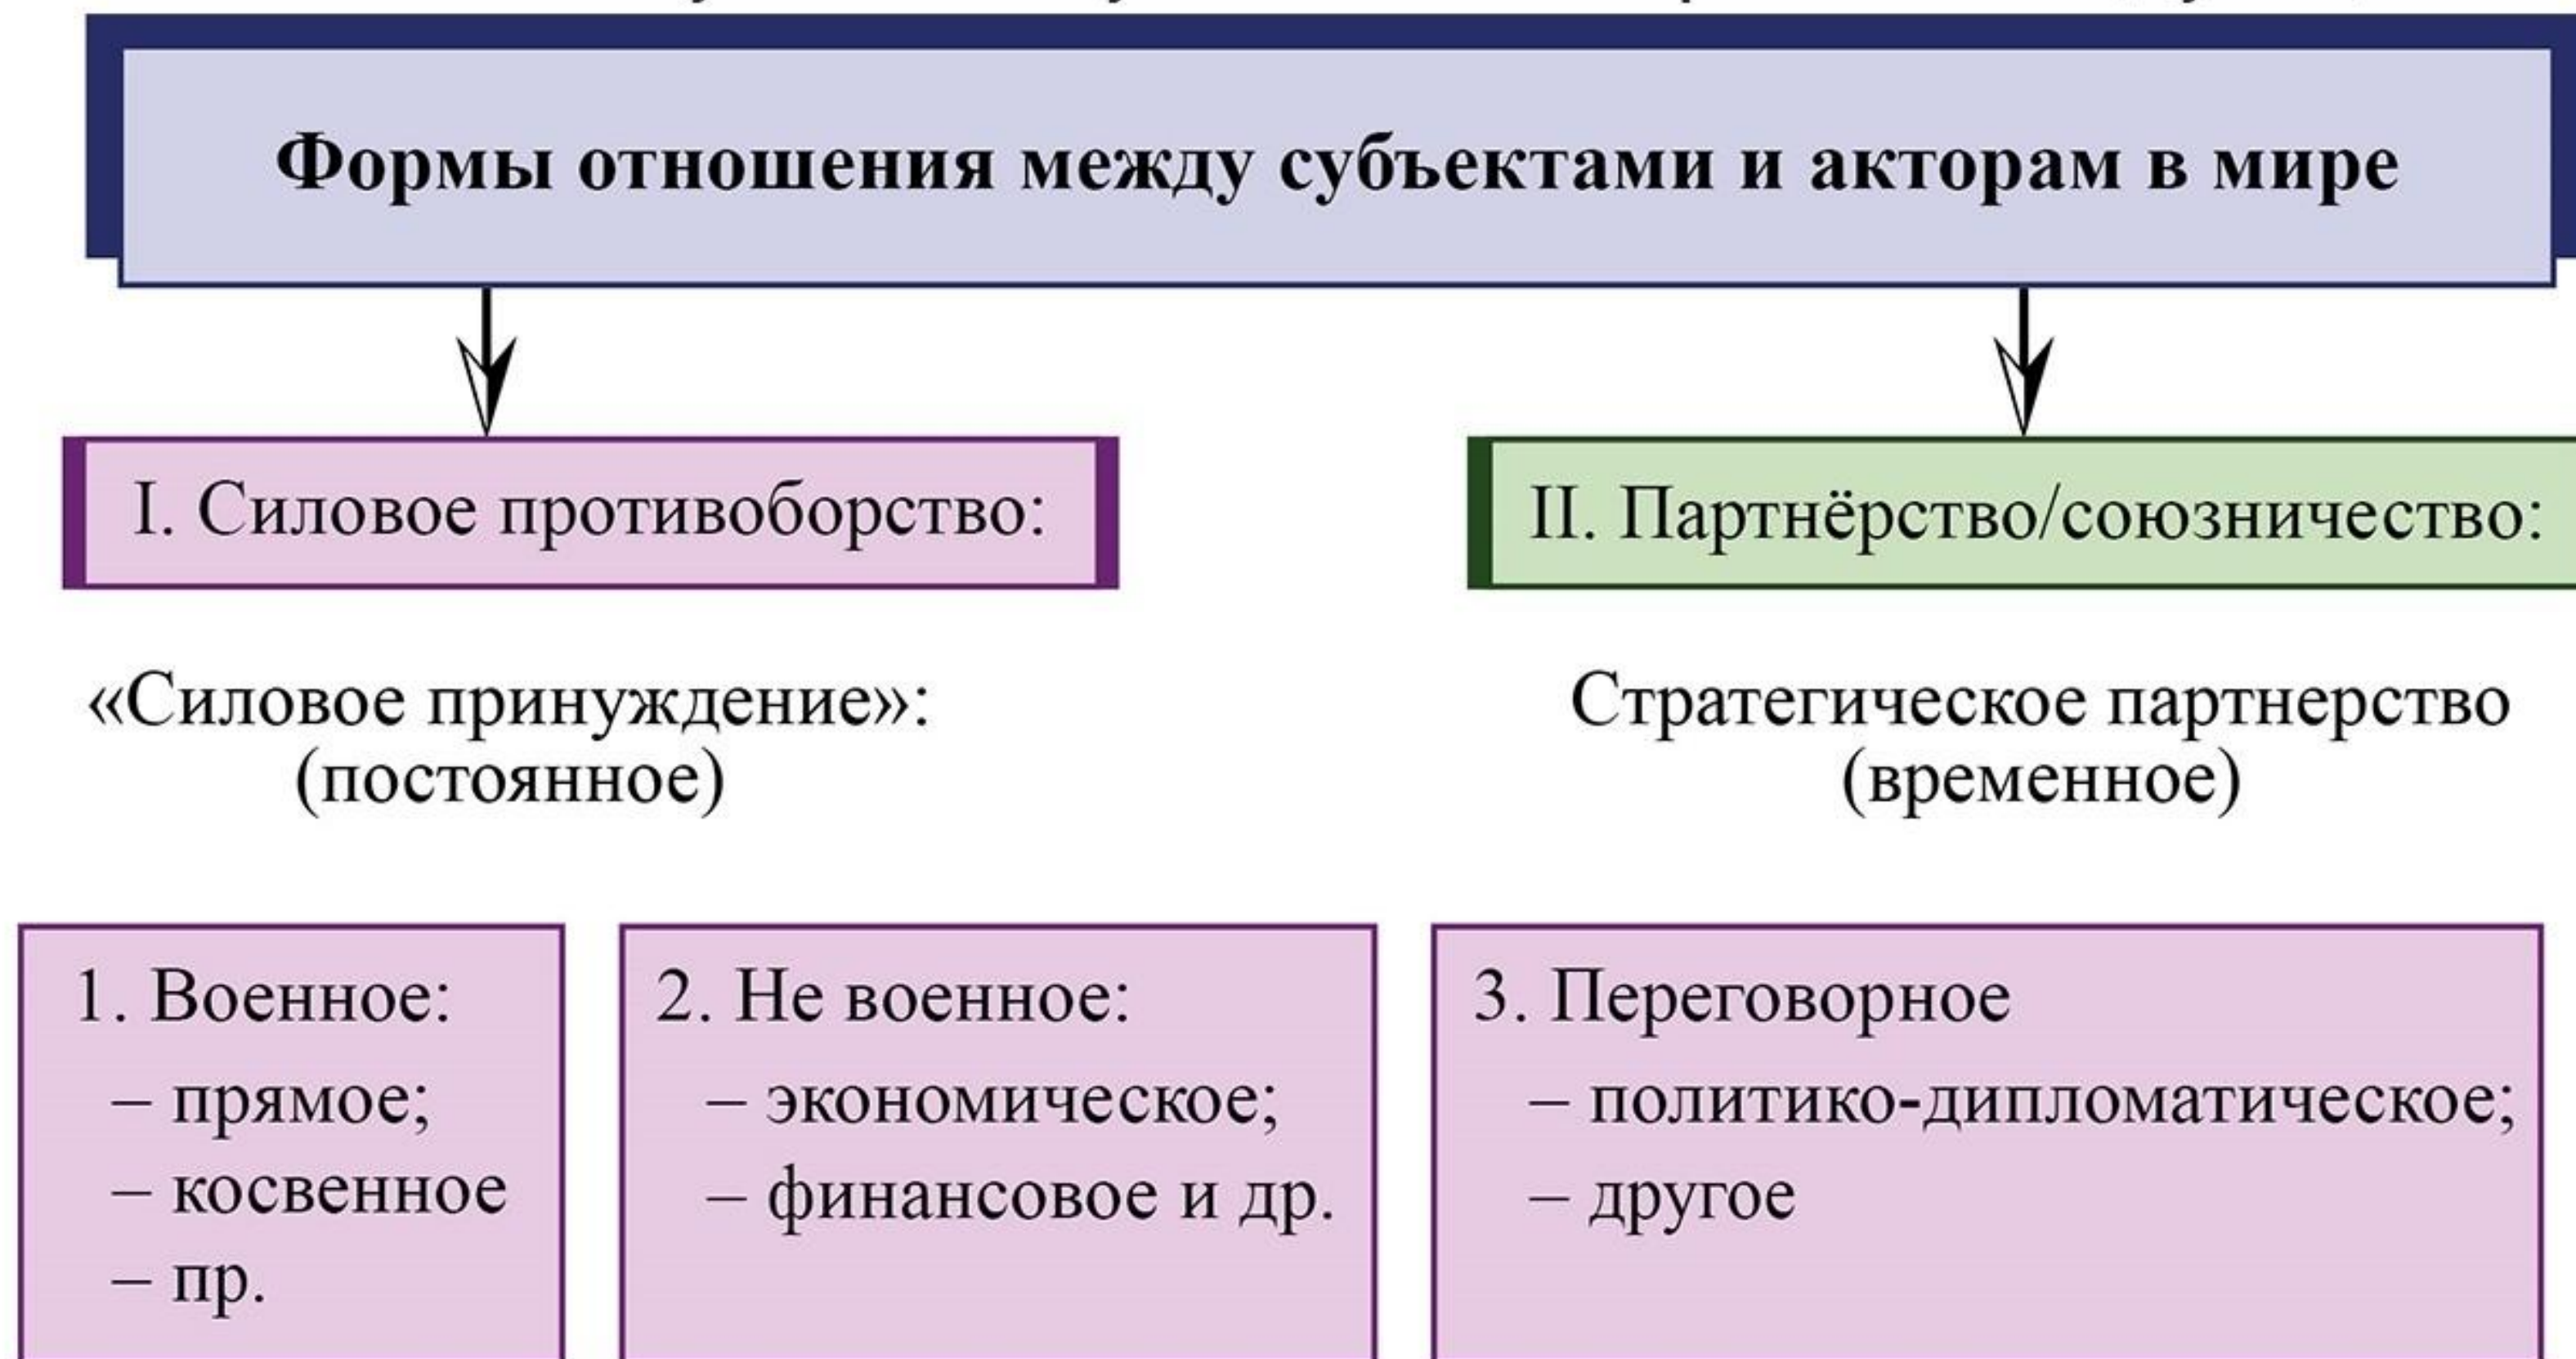 Формы отношения между субъектами и акторам в мире
I. Силовое противоборство:
II. Партнёрство/союзничество:
«Силовое принуждение»:
(постоянное)
Стратегическое партнерство
(временное)
1. Военное:
– прямое;
– косвенное
– пр.
2. Не военное:
– экономическое;
– финансовое и др.
3. Переговорное
– политико-дипломатическое;
– другое